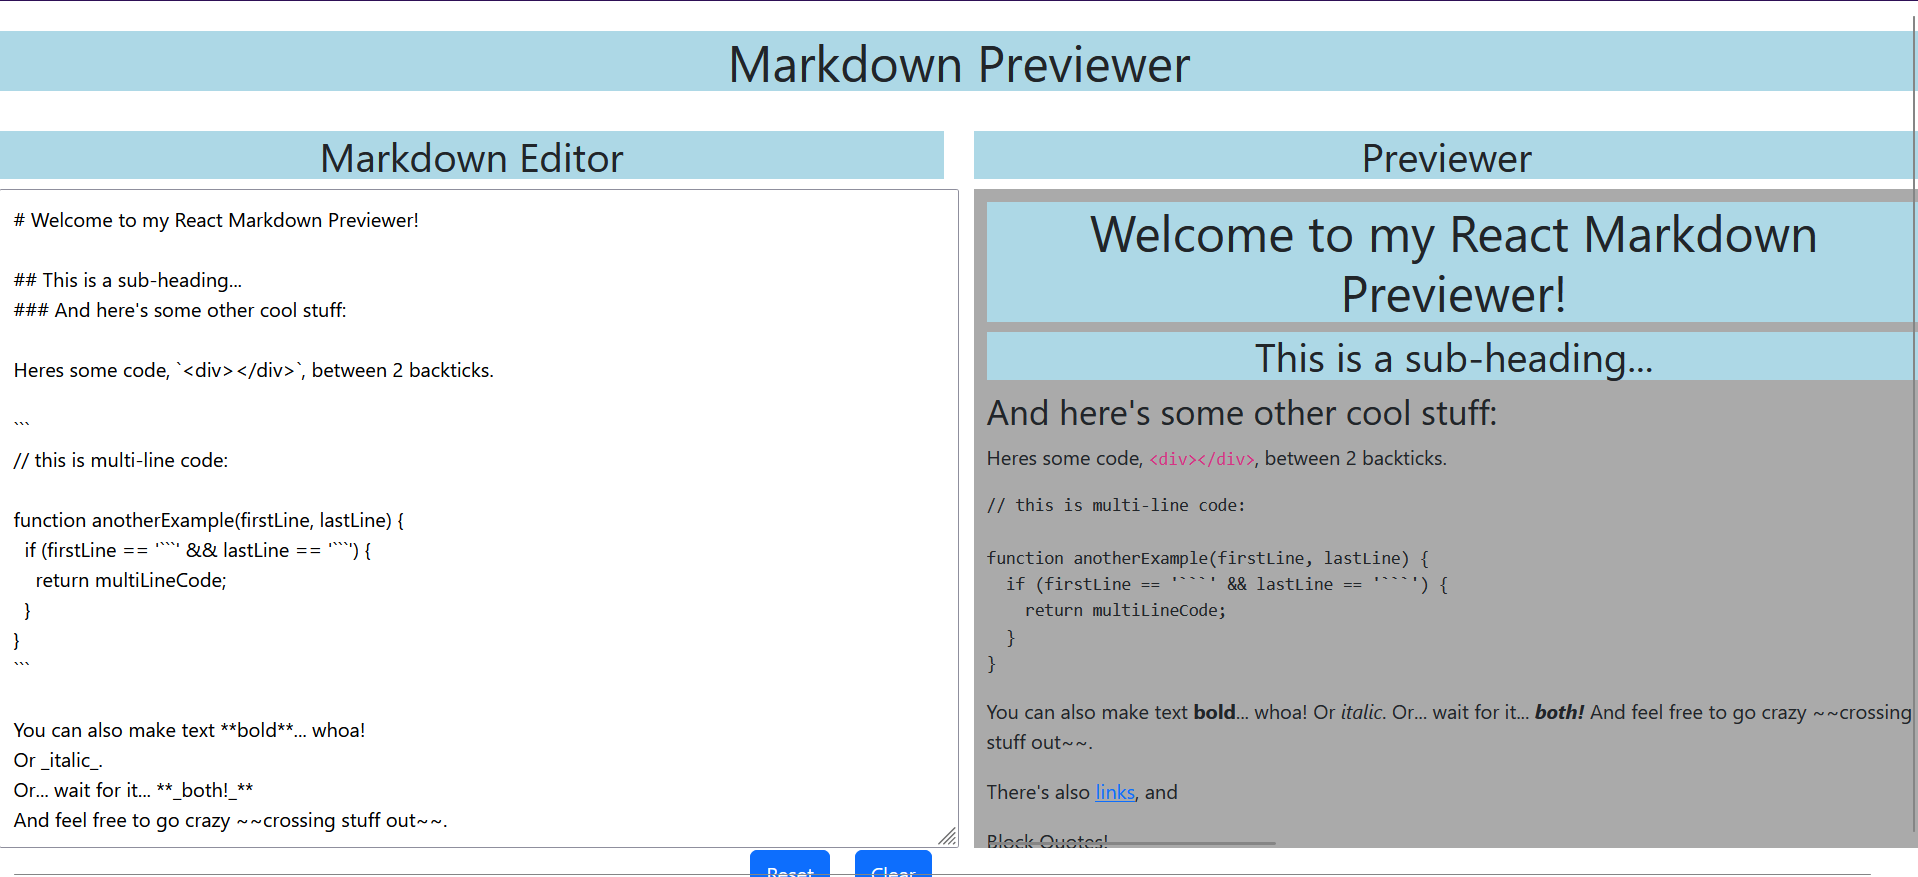 Markdown Previewer
Markdown Editor
# Welcome to my React Markdown Previewer!
## This is a sub-heading...
### And here's some other cool stuff:
Heres some code, `<div></div>`, between 2 backticks.
```
// this is multi-line code:
function anotherExample(firstLine, lastLine) {
  if (firstLine == '```' && lastLine == '```') {
    return multiLineCode;
  }
}
```
You can also make text **bold**... whoa!
Or _italic_.
Or... wait for it... **_both!_**
And feel free to go crazy ~~crossing stuff out~~.
Reset
Clear
Previewer
Welcome to my React Markdown
Previewer!
This is a sub-heading...
And here's some other cool stuff:
Heres some code, <div></div>, between 2 backticks.
// this is multi-line code:
function anotherExample(firstLine, lastLine) {
  if (firstLine == '```' && lastLine == '```') {
    return multiLineCode;
  }
}
You can also make text bold... whoa! Or italic. Or... wait for it... both! And feel free to go crazy ~~crossing
stuff out~~.
There's also links, and
Block Quotes!